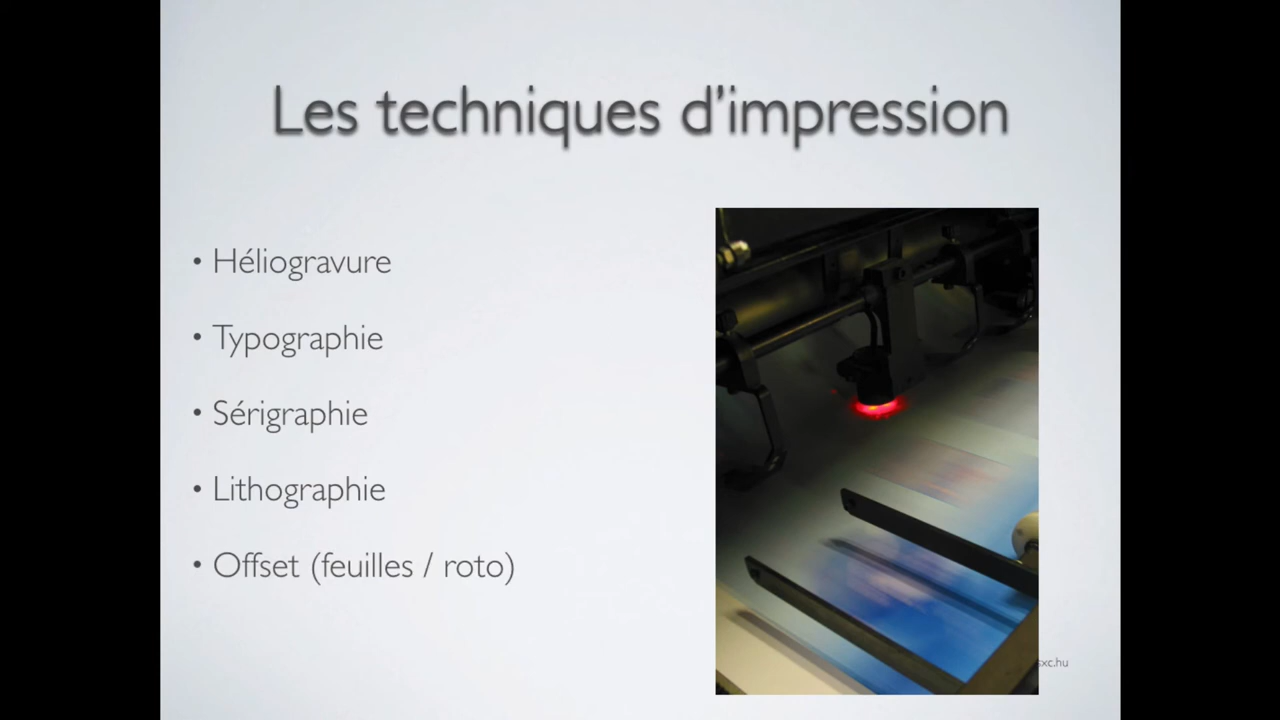 Les techniques d’impression
• Héliogravure
• Typographie
• Sérigraphie
• Lithographie
• Offset (feuilles / roto)
sxc.hu